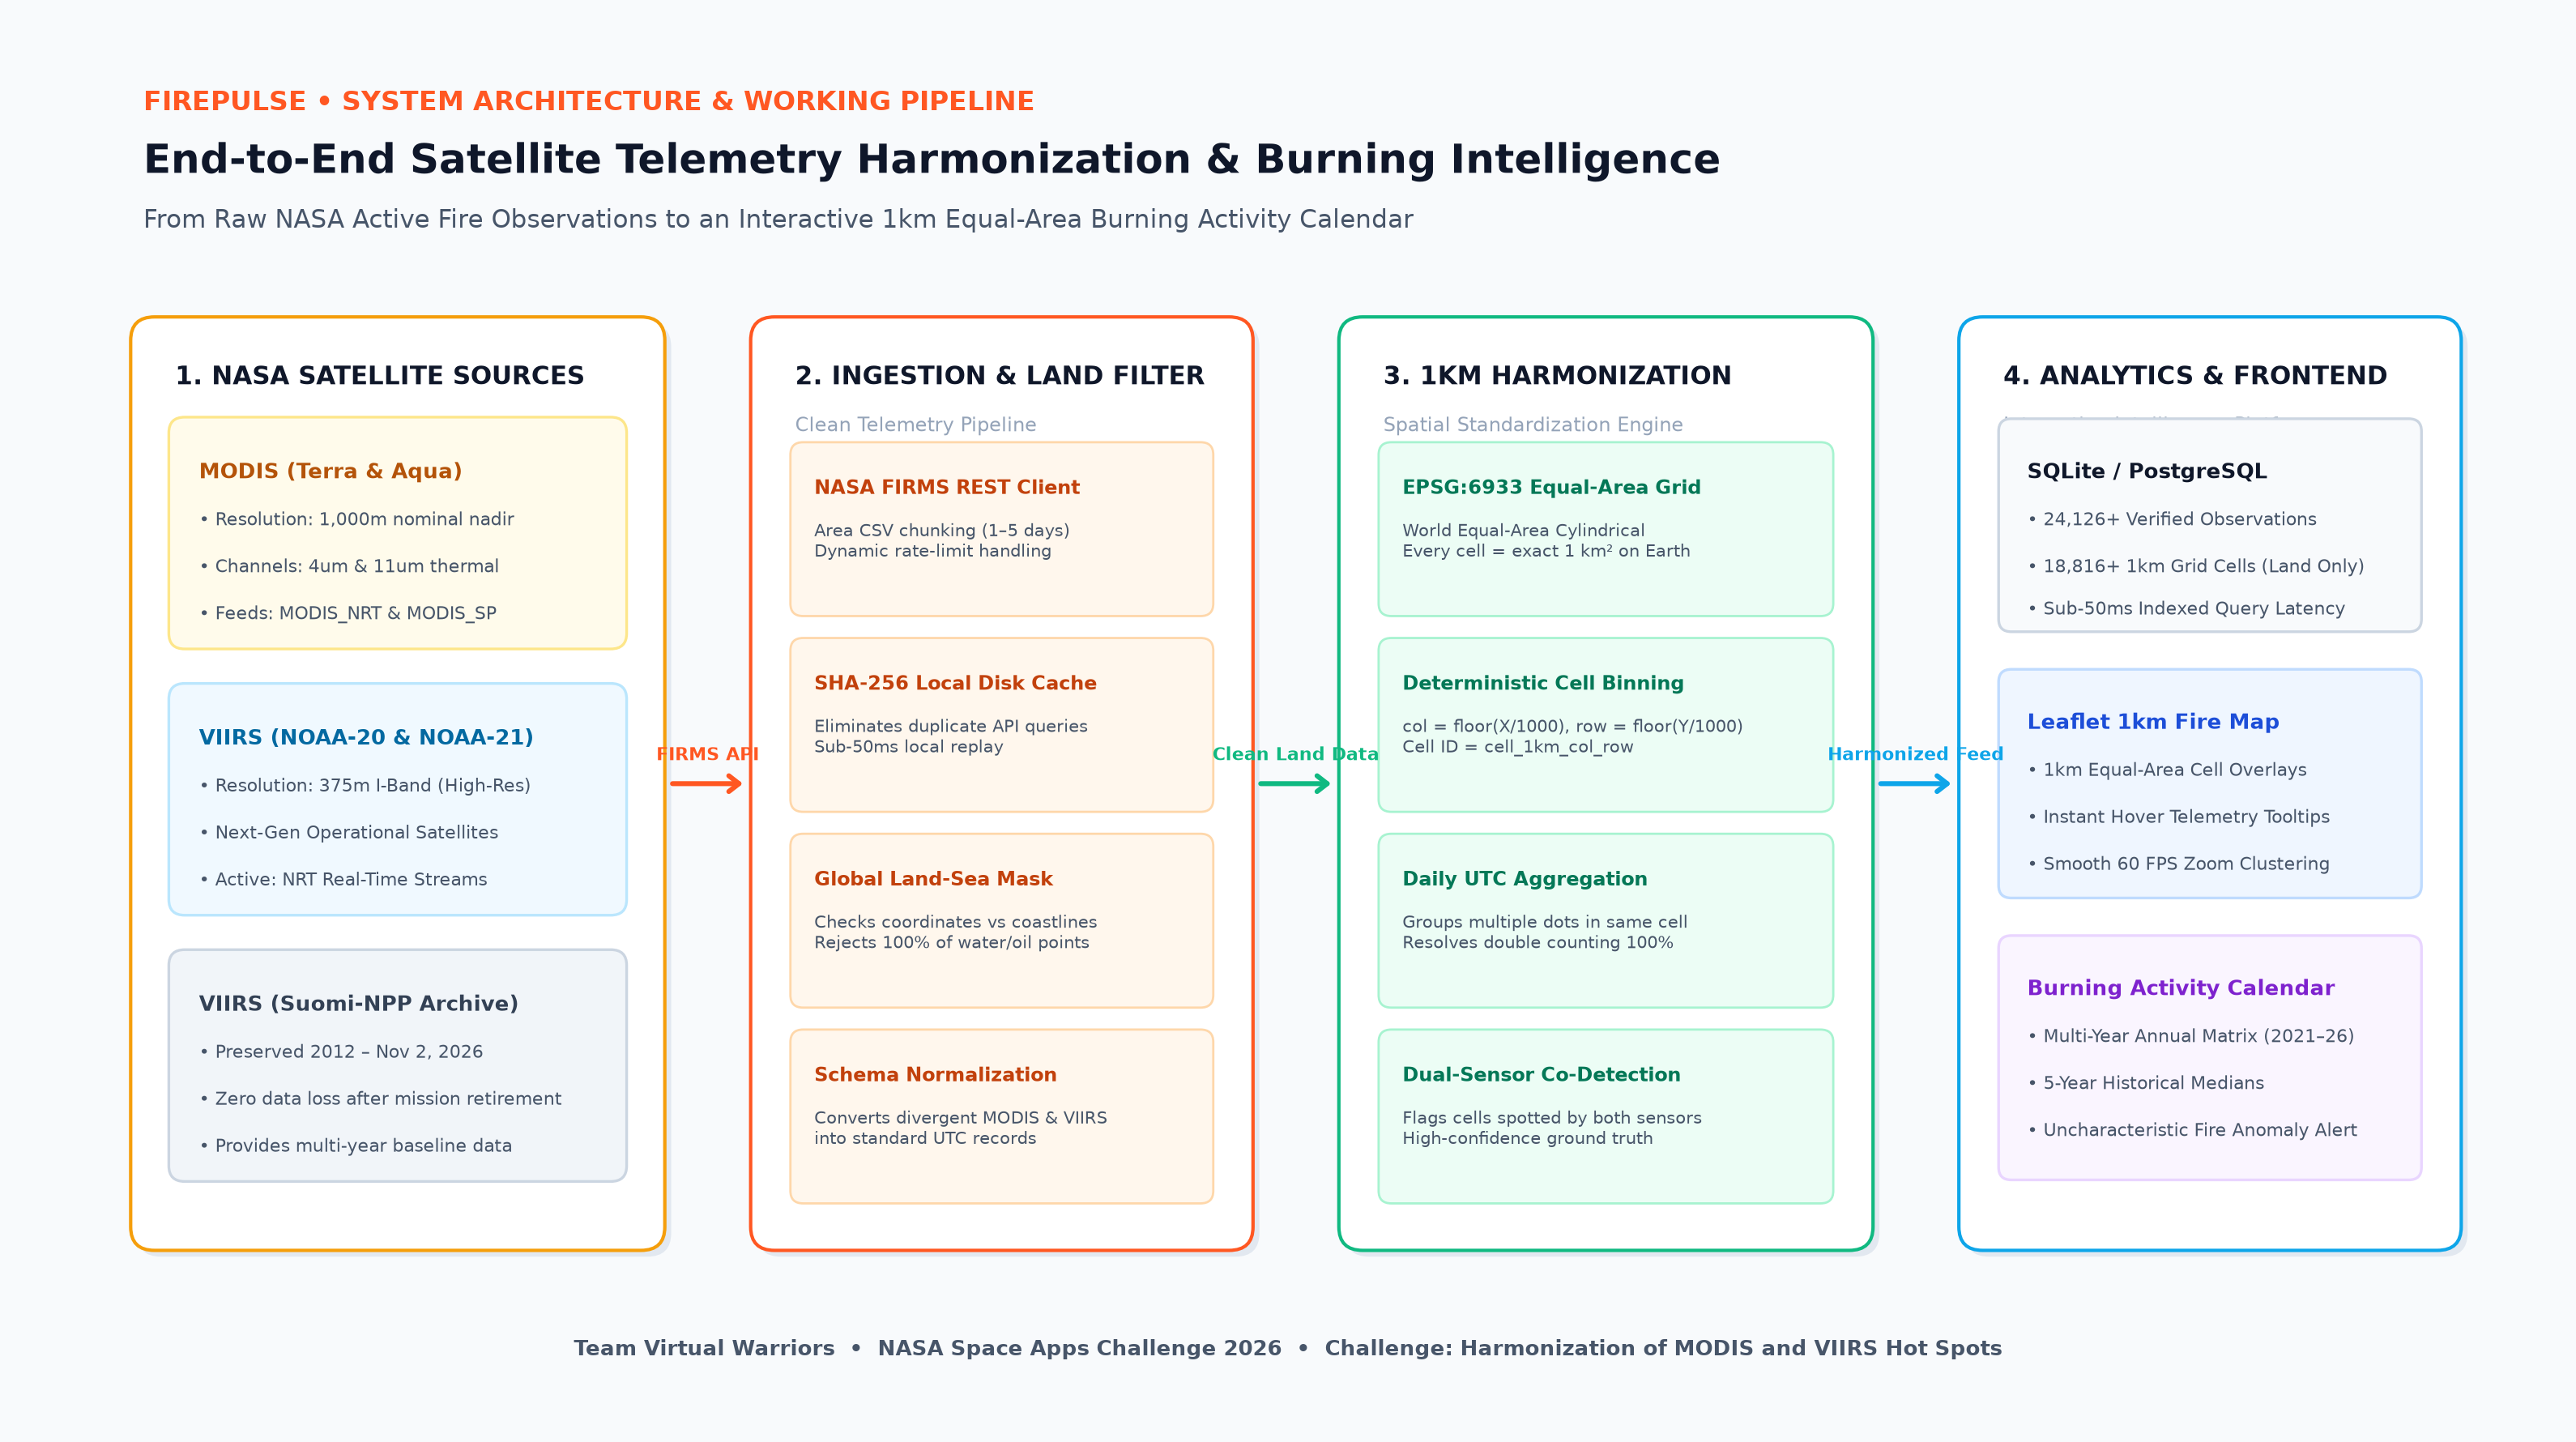 FIREPULSE • SYSTEM ARCHITECTURE & WORKING PIPELINE
End-to-End Satellite Telemetry Harmonization & Burning Intelligence
From Raw NASA Active Fire Observations to an Interactive 1km Equal-Area Burning Activity Calendar
1. NASA SATELLITE SOURCES
MODIS (Terra & Aqua)
• Resolution: 1,000m nominal nadir
• Channels: 4um & 11um thermal
• Feeds: MODIS_NRT & MODIS_SP
VIIRS (NOAA-20 & NOAA-21)
• Resolution: 375m I-Band (High-Res)
• Next-Gen Operational Satellites
• Active: NRT Real-Time Streams
VIIRS (Suomi-NPP Archive)
• Preserved 2012 – Nov 2, 2026
• Zero data loss after mission retirement
• Provides multi-year baseline data
FIRMS API
2. INGESTION & LAND FILTER
Clean Telemetry Pipeline
NASA FIRMS REST Client
Area CSV chunking (1–5 days)
Dynamic rate-limit handling
SHA-256 Local Disk Cache
Eliminates duplicate API queries
Sub-50ms local replay
Global Land-Sea Mask
Checks coordinates vs coastlines
Rejects 100% of water/oil points
Schema Normalization
Converts divergent MODIS & VIIRS
into standard UTC records
Clean Land Data
3. 1KM HARMONIZATION
Spatial Standardization Engine
EPSG:6933 Equal-Area Grid
World Equal-Area Cylindrical
Every cell = exact 1 km² on Earth
Deterministic Cell Binning
col = floor(X/1000), row = floor(Y/1000)
Cell ID = cell_1km_col_row
Daily UTC Aggregation
Groups multiple dots in same cell
Resolves double counting 100%
Dual-Sensor Co-Detection
Flags cells spotted by both sensors
High-confidence ground truth
Harmonized Feed
4. ANALYTICS & FRONTEND
SQLite / PostgreSQL
• 24,126+ Verified Observations
• 18,816+ 1km Grid Cells (Land Only)
• Sub-50ms Indexed Query Latency
Leaflet 1km Fire Map
• 1km Equal-Area Cell Overlays
• Instant Hover Telemetry Tooltips
• Smooth 60 FPS Zoom Clustering
Burning Activity Calendar
• Multi-Year Annual Matrix (2021–26)
• 5-Year Historical Medians
• Uncharacteristic Fire Anomaly Alert
Team Virtual Warriors • NASA Space Apps Challenge 2026 • Challenge: Harmonization of MODIS and VIIRS Hot Spots